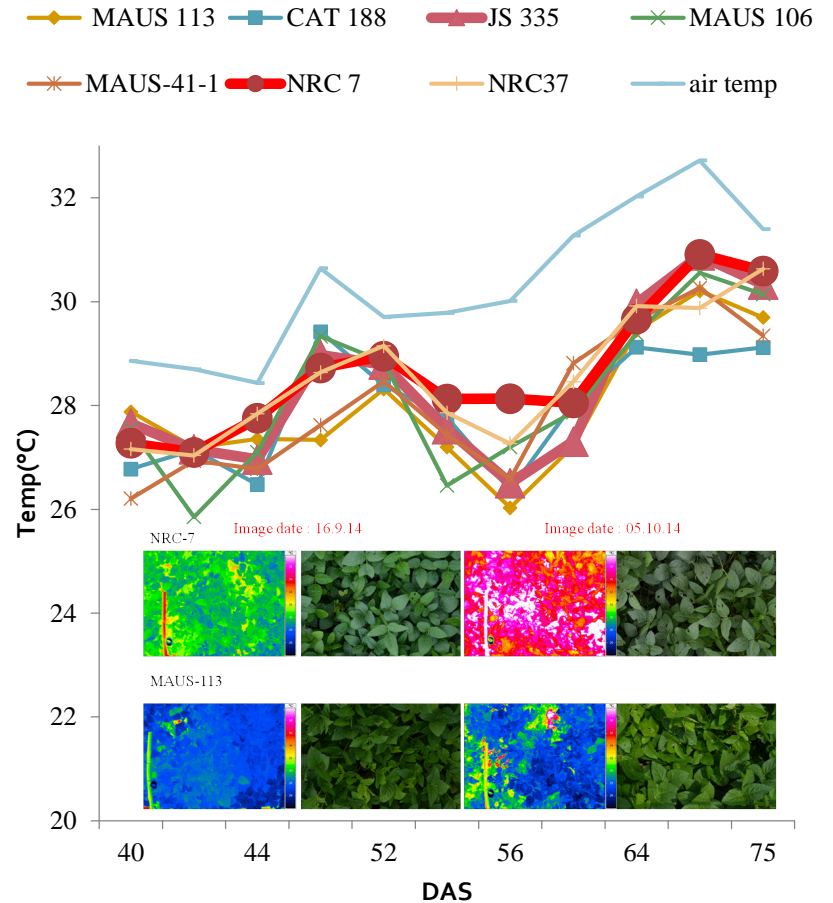 MAUS 113 CAT 188 JS 335 MAUS 106
MAUS-41-1 NRC 7 NRC37 air temp
32
30
28
26
24
22
20
Temp(°C)
Image date : 16.9.14 Image date : 05.10.14
NRC-7
MAUS-113
40 44 52 56 64 75
DAS